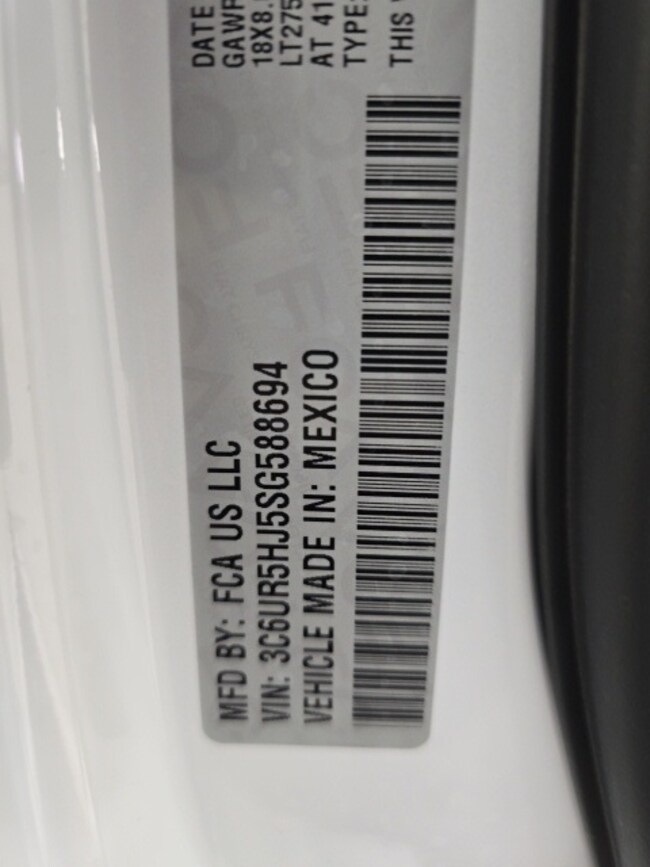 DATE
GAWR
18X8.
LT275
AT 41
TYPE:
THIS
MFD BY: FCA US LLC
VIN: 3C6UR5HJ5SG588694
VEHICLE MADE IN: MEXICO